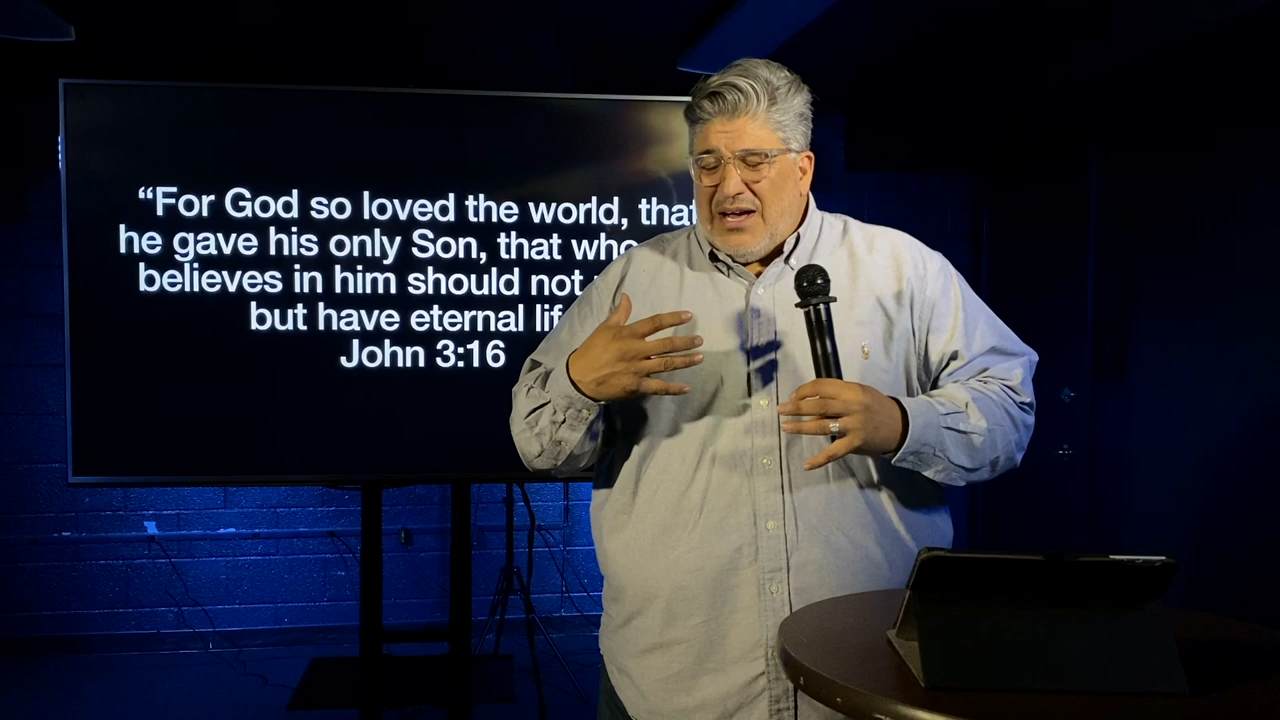 “For God so loved the world, that
he gave his only Son, that who
believes in him should not
but have eternal lif
John 3:16